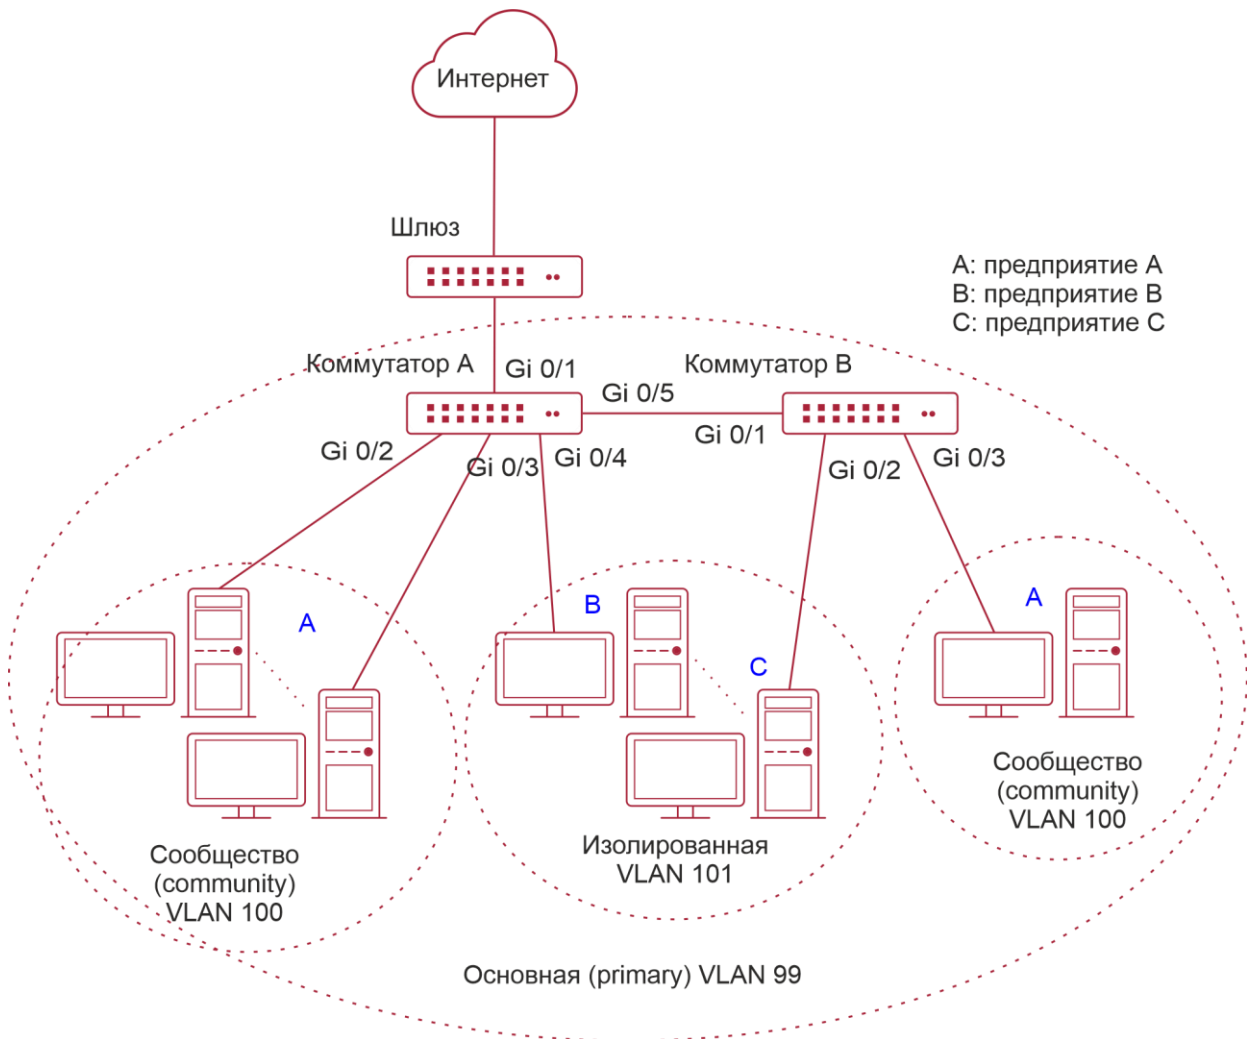 Интернет
Шлюз
A: предприятие A
B: предприятие B
C: предприятие C
Коммутатор A
Gi 0/1
Коммутатор B
Gi 0/5
Gi 0/1
Gi 0/2
Gi 0/3
Gi 0/4
Gi 0/2
Gi 0/3
A
B
C
A
Сообщество
(community)
VLAN 100
Изолированная
VLAN 101
Сообщество
(community)
VLAN 100
Основная (primary) VLAN 99